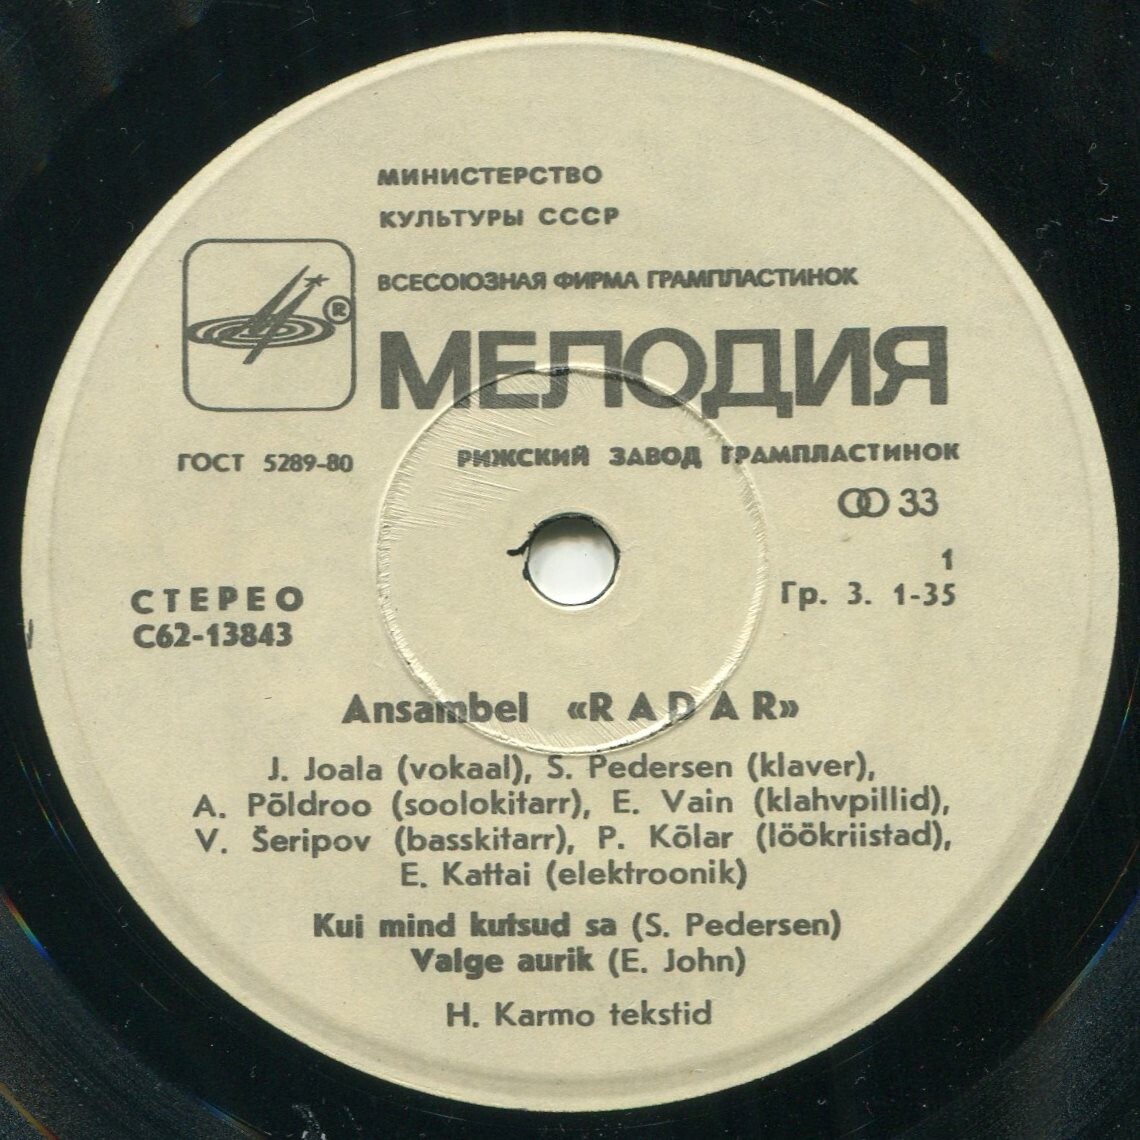 МИНИСТЕРСТВО
КУЛЬТУРЫ СССР
ВСЕСОЮЗНАЯ ФИРМА ГРАМПЛАСТИНОК
®
МЕЛОДИЯ
ГОСТ 5289-80
РИЖСКИЙ ЗАВОД ГРАМПЛАСТИНОК
33
1
СТЕРЕО
Гр. 3. 1-35
С62-13843
Ansambel «RADAR»
J. Joala (vokaal), S. Pedersen (klaver),
A. Põldroo (soolokitarr), E. Vain (klahvpillid),
V. Šeripov (basskitarr), P. Kõlar (löökriistad),
E. Kattai (elektroonik)
Kui mind kutsud sa (S. Pedersen)
Valge aurik (E. John)
H. Karmo tekstid